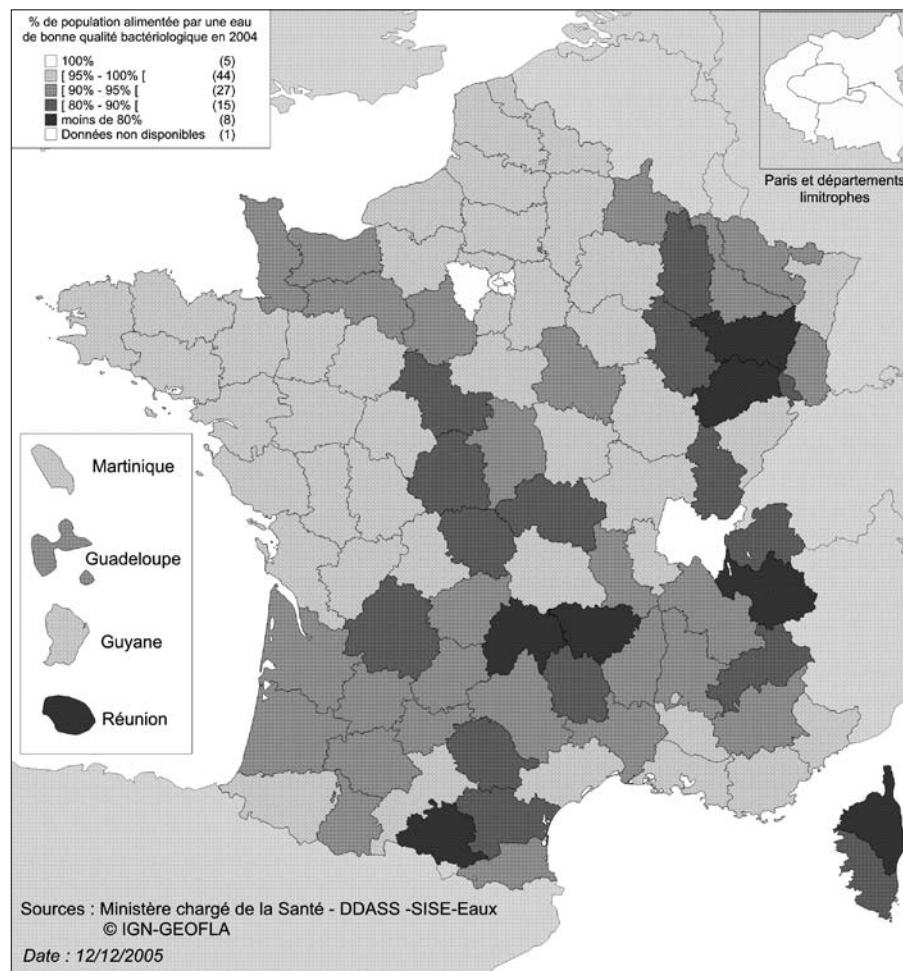 % de population alimentée par une eau
de bonne qualité bactériologique en 2004
100% (5)
[ 95% - 100% [ (44)
[ 90% - 95% [ (27)
[ 80% - 90% [ (15)
moins de 80% (8)
Données non disponibles (1)
Paris et départements
limitrophes
Martinique
Guadeloupe
Guyane
Réunion
Sources : Ministère chargé de la Santé - DDASS -SISE-Eaux
© IGN-GEOFLA
Date : 12/12/2005